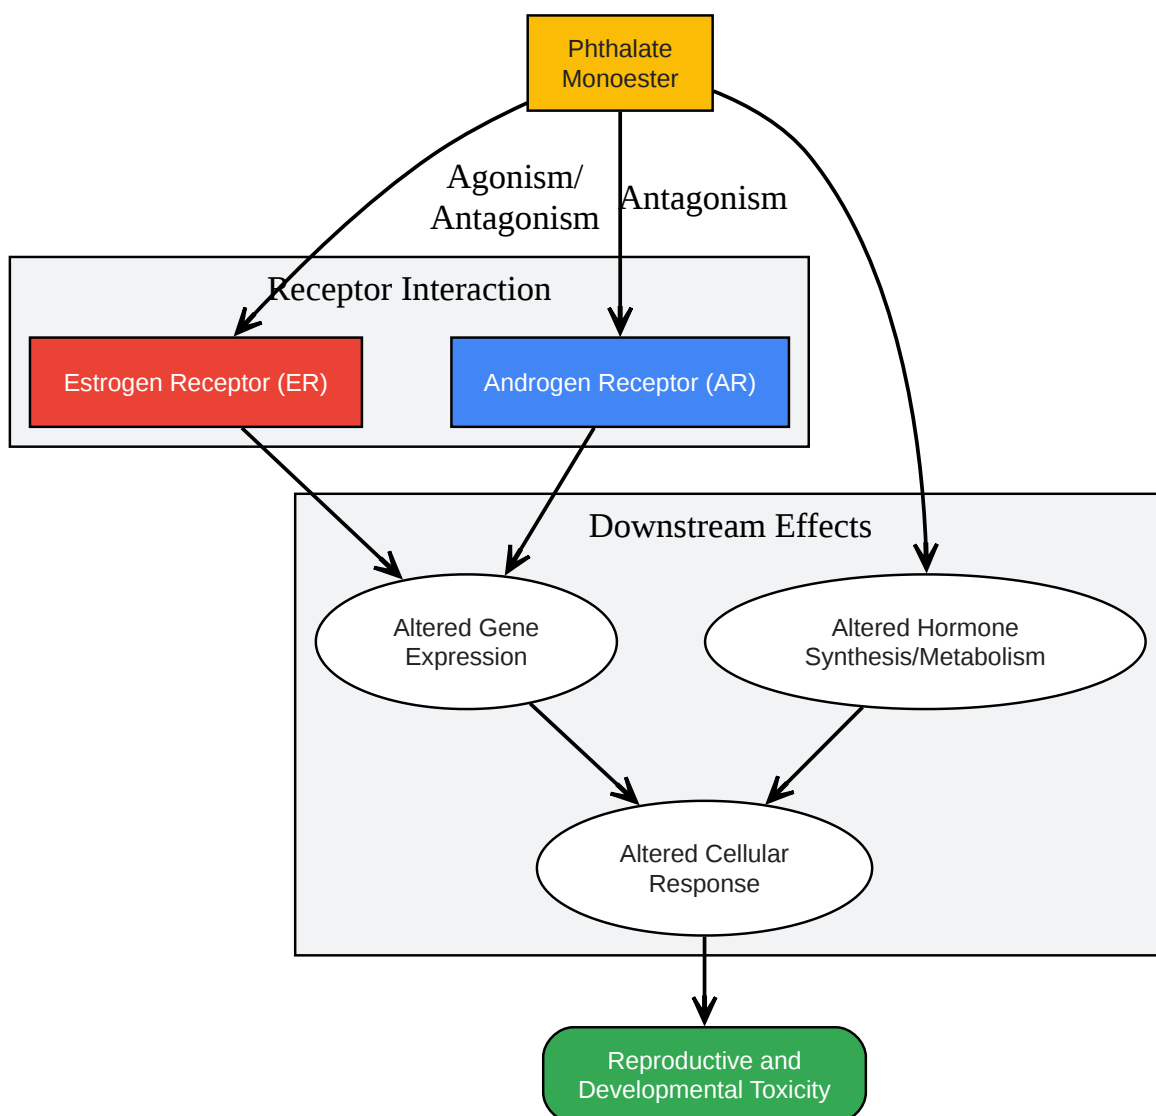 Phthalate
Monoester
Agonism/
Antagonism
Antagonism
Receptor Interaction
Estrogen Receptor (ER)
Androgen Receptor (AR)
Downstream Effects
Altered Gene
Expression
Altered Hormone
Synthesis/Metabolism
Altered Cellular
Response
Reproductive and
Developmental Toxicity